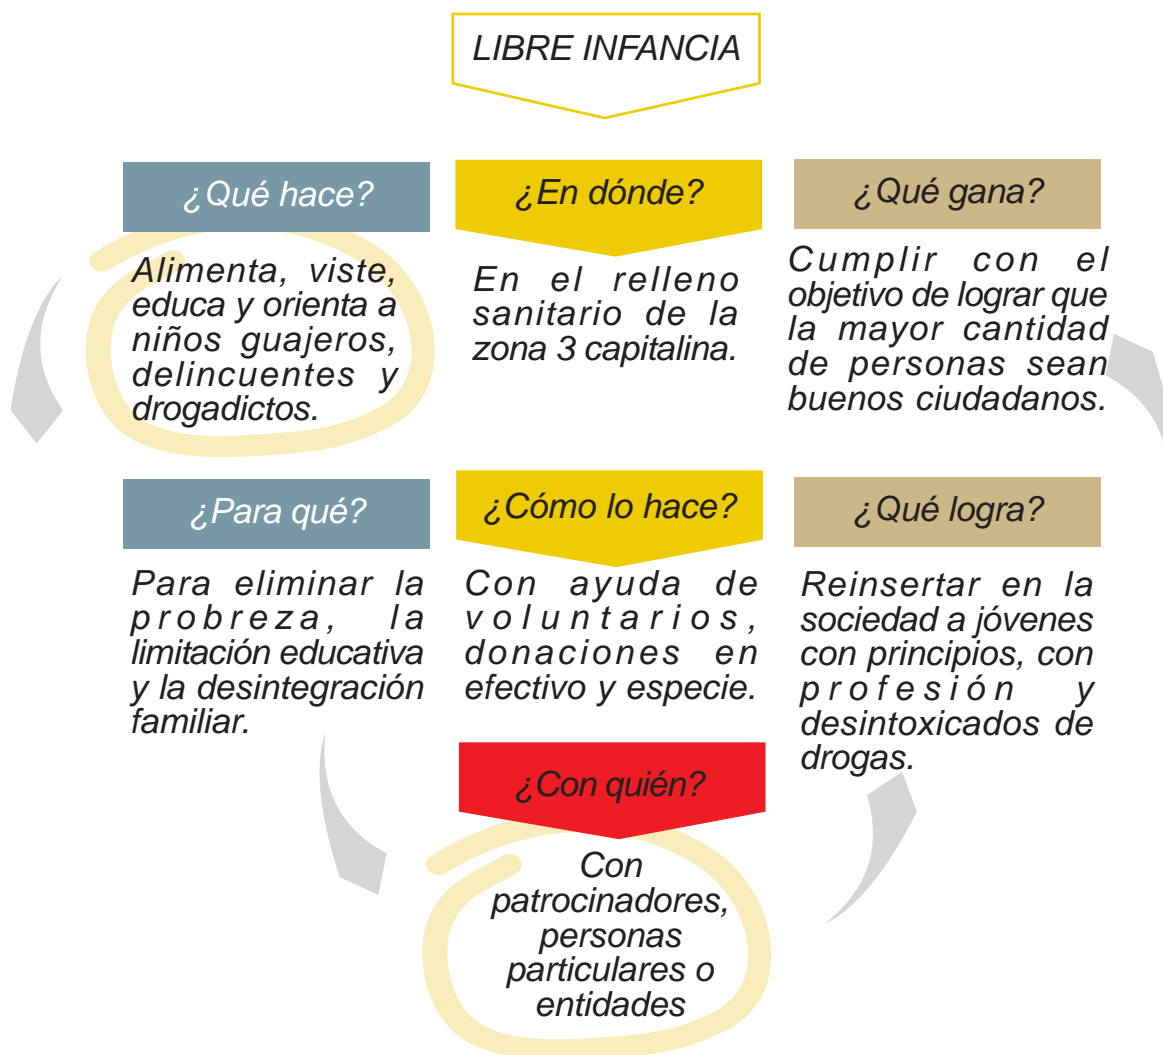 LIBRE INFANCIA
¿Qué hace?
Alimenta, viste,
educa y orienta a
niños guajeros,
delincuentes y
drogadictos.
¿En dónde?
En el relleno
sanitario de la
zona 3 capitalina.
¿Qué gana?
Cumplir con el
objetivo de lograr que
la mayor cantidad
de personas sean
buenos ciudadanos.
¿Para qué?
Para eliminar la
probreza, la
limitación educativa
y la desintegración
familiar.
¿Cómo lo hace?
Con ayuda de
voluntarios,
donaciones en
efectivo y especie.
¿Qué logra?
Reinsertar en la
sociedad a jóvenes
con principios, con
profesión y
desintoxicados de
drogas.
¿Con quién?
Con
patrocinadores,
personas
particulares o
entidades